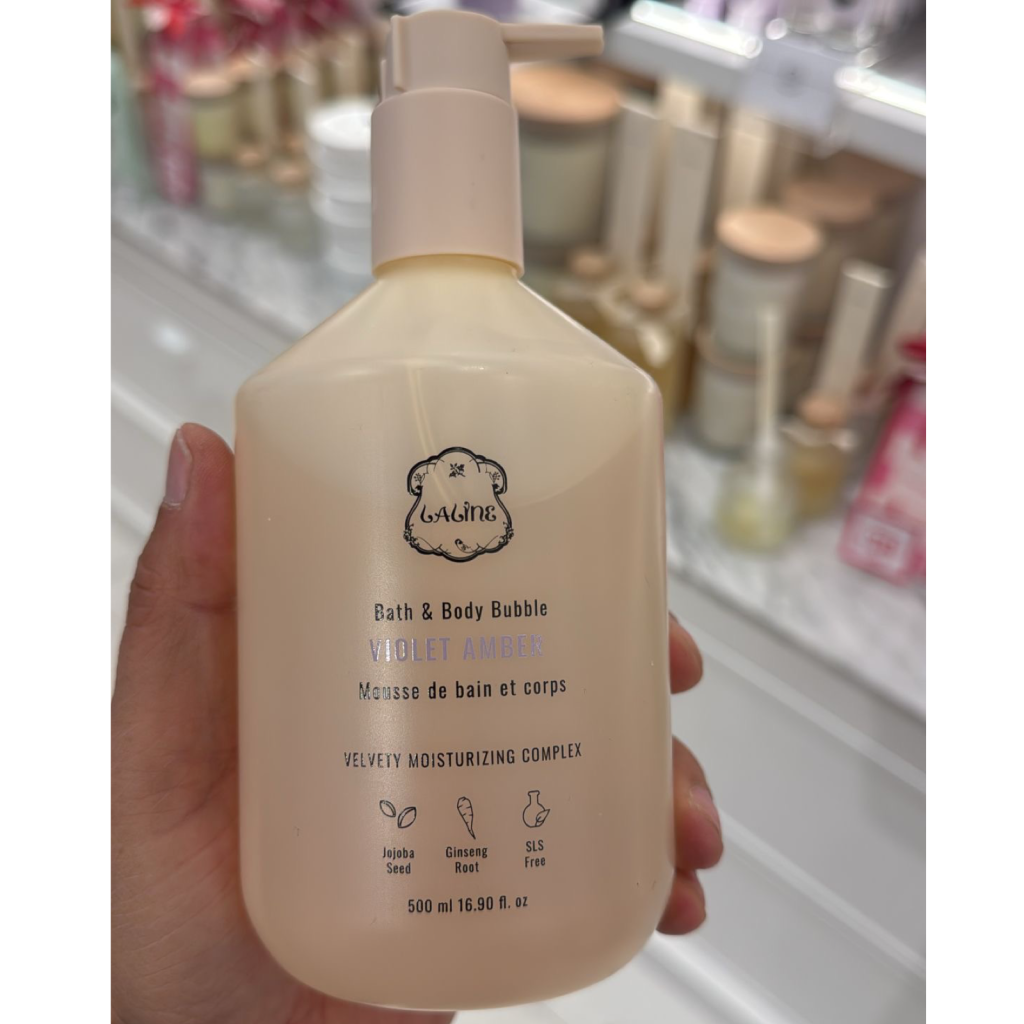 LALINE
Bath & Body Bubble
VIOLET AMBER
Mousse de bain et corps
VELVETY MOISTURIZING COMPLEX
Jojoba Seed
Ginseng Root
SLS Free
500 ml 16.90 fl. oz